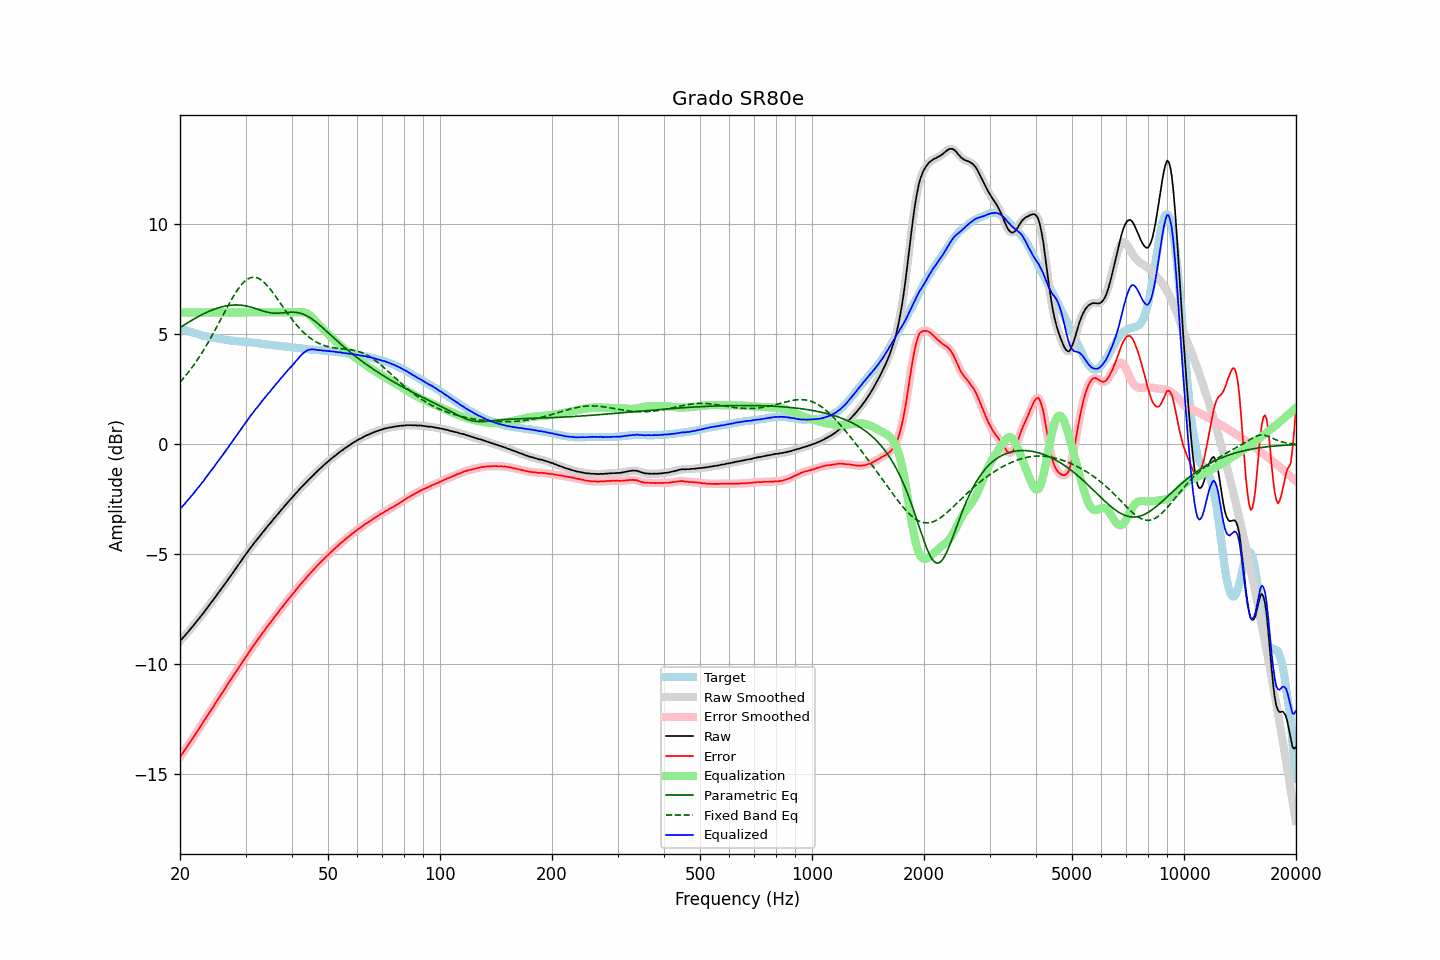 Grado SR80e
Amplitude (dBr)
10
5
0
−5
−10
−15
20
50
100
200
500
1000
2000
5000
10000
20000
Frequency (Hz)
Target
Raw Smoothed
Error Smoothed
Raw
Error
Equalization
Parametric Eq
Fixed Band Eq
Equalized